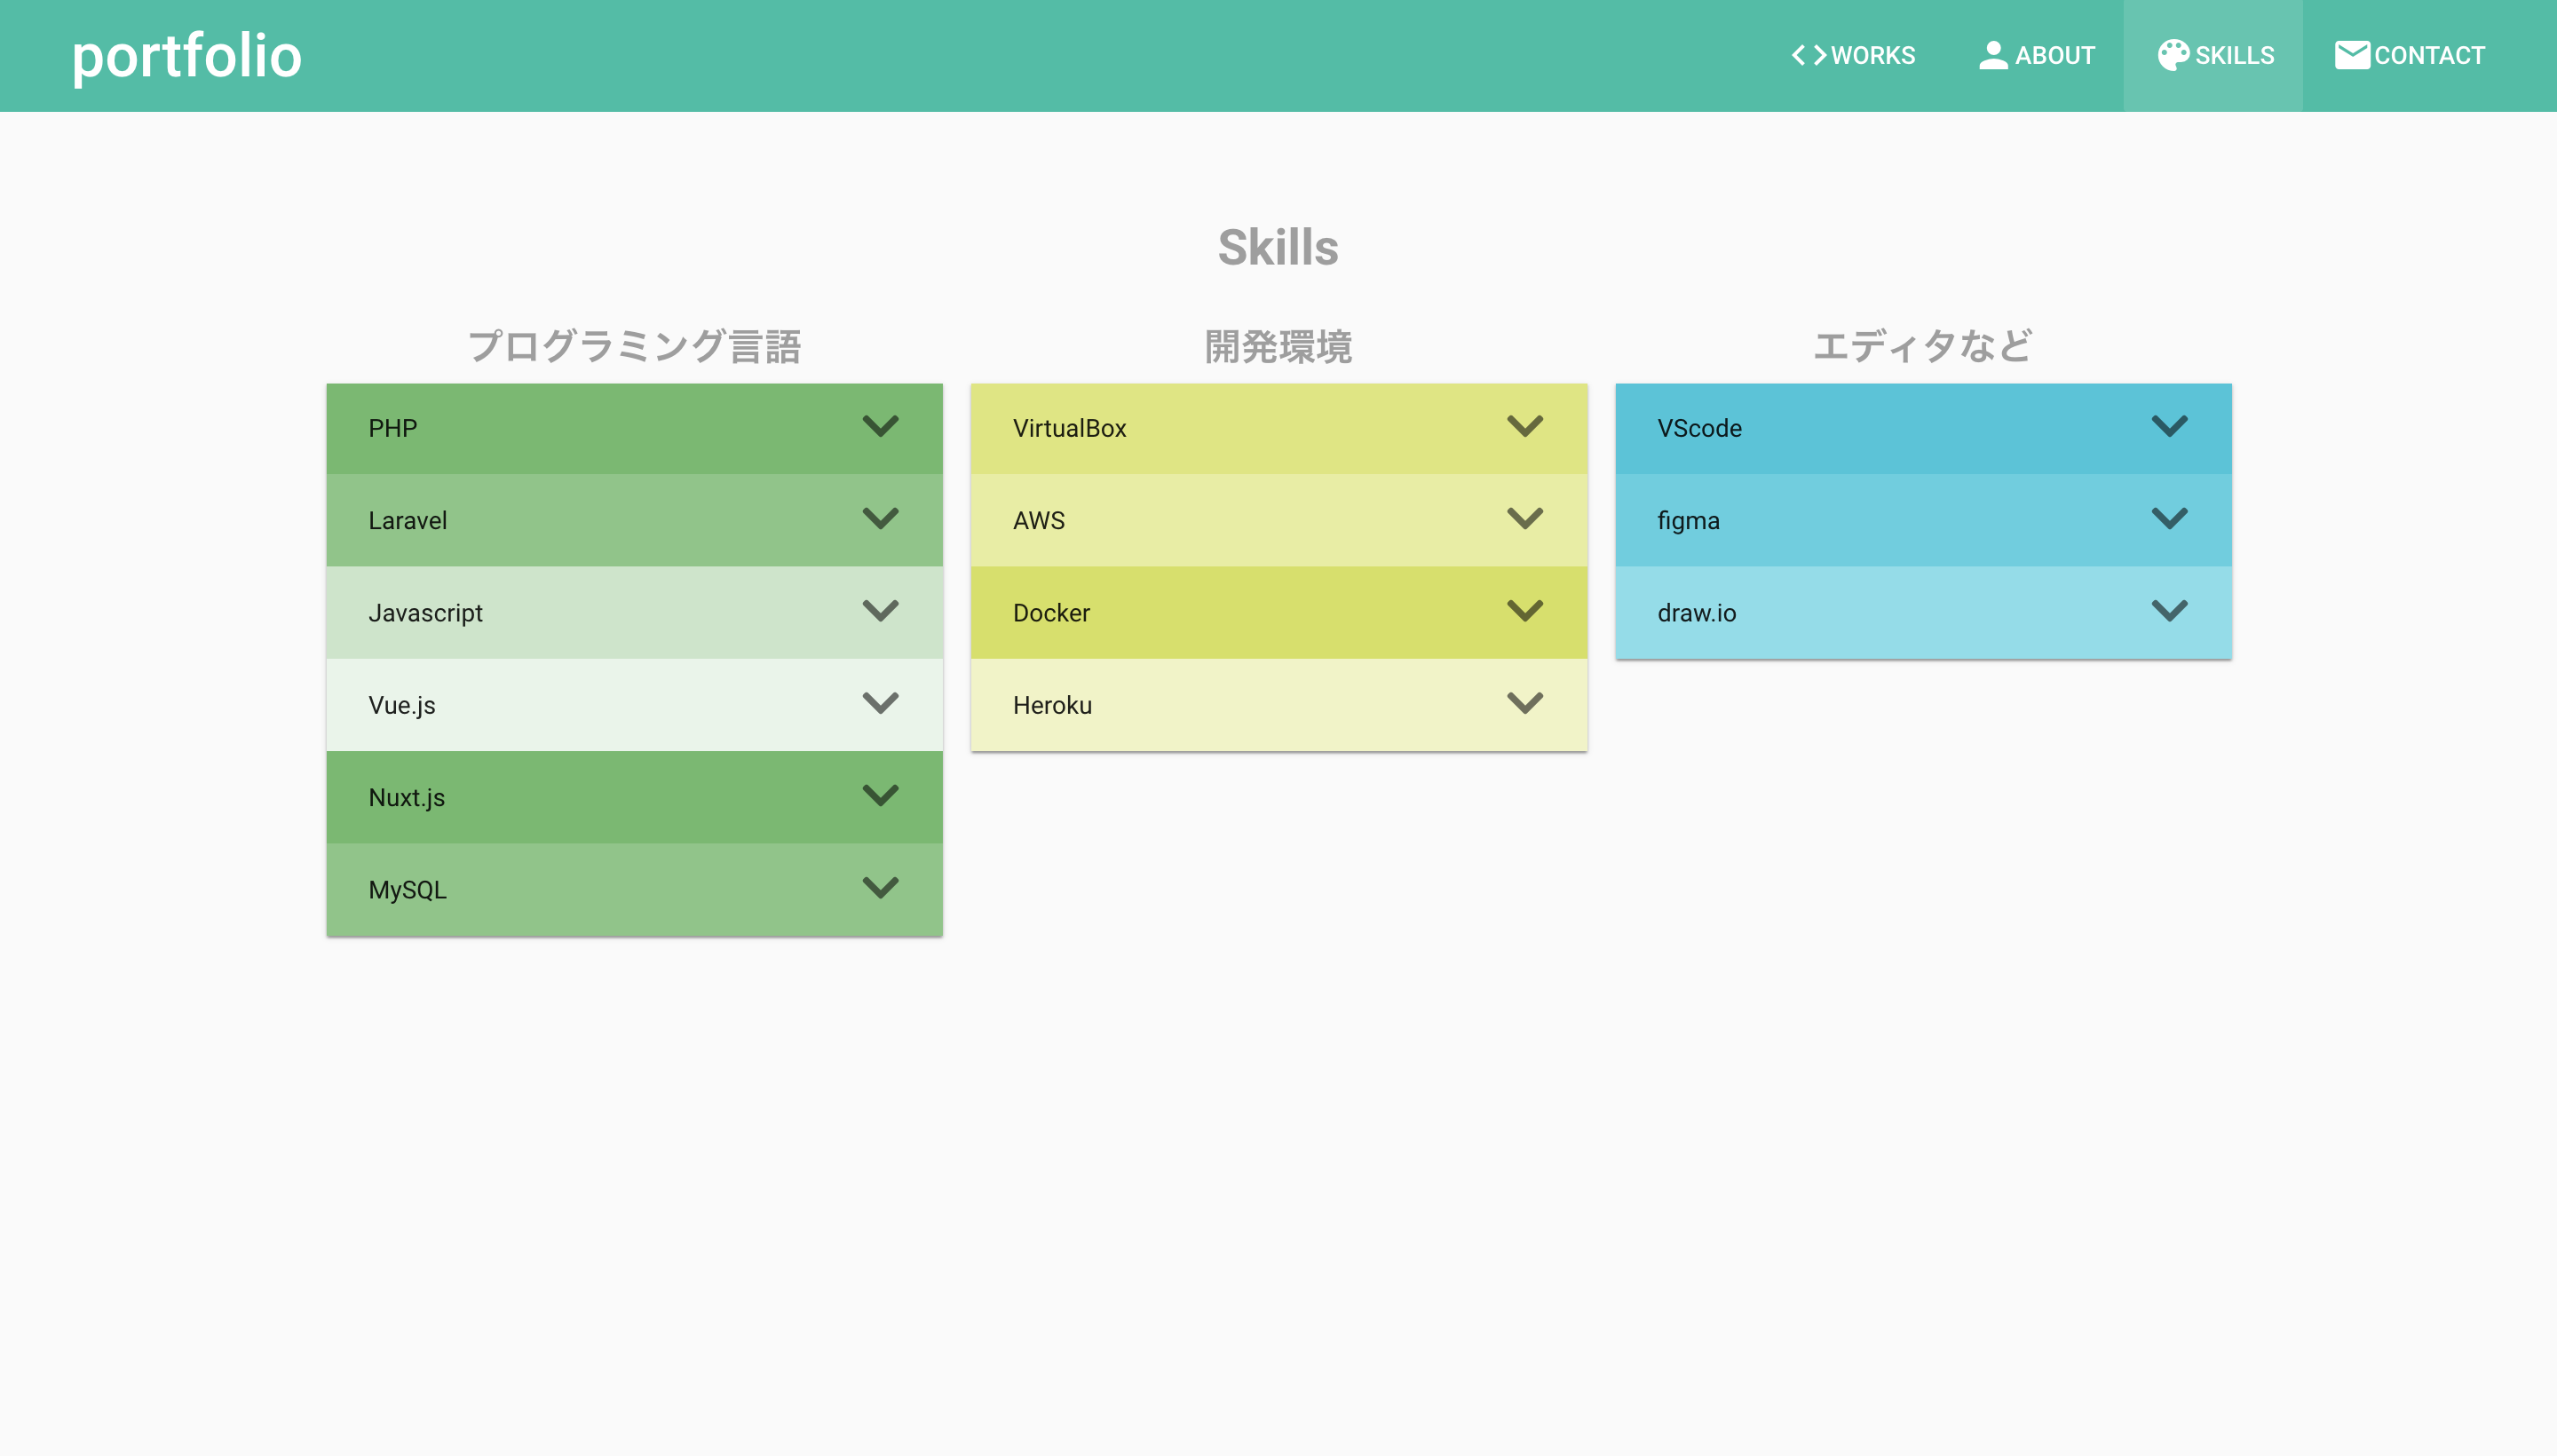 portfolio
WORKS
ABOUT
SKILLS
CONTACT
Skills
プログラミング言語
PHP
Laravel
Javascript
Vue.js
Nuxt.js
MySQL
開発環境
VirtualBox
AWS
Docker
Heroku
エディタなど
VScode
figma
draw.io